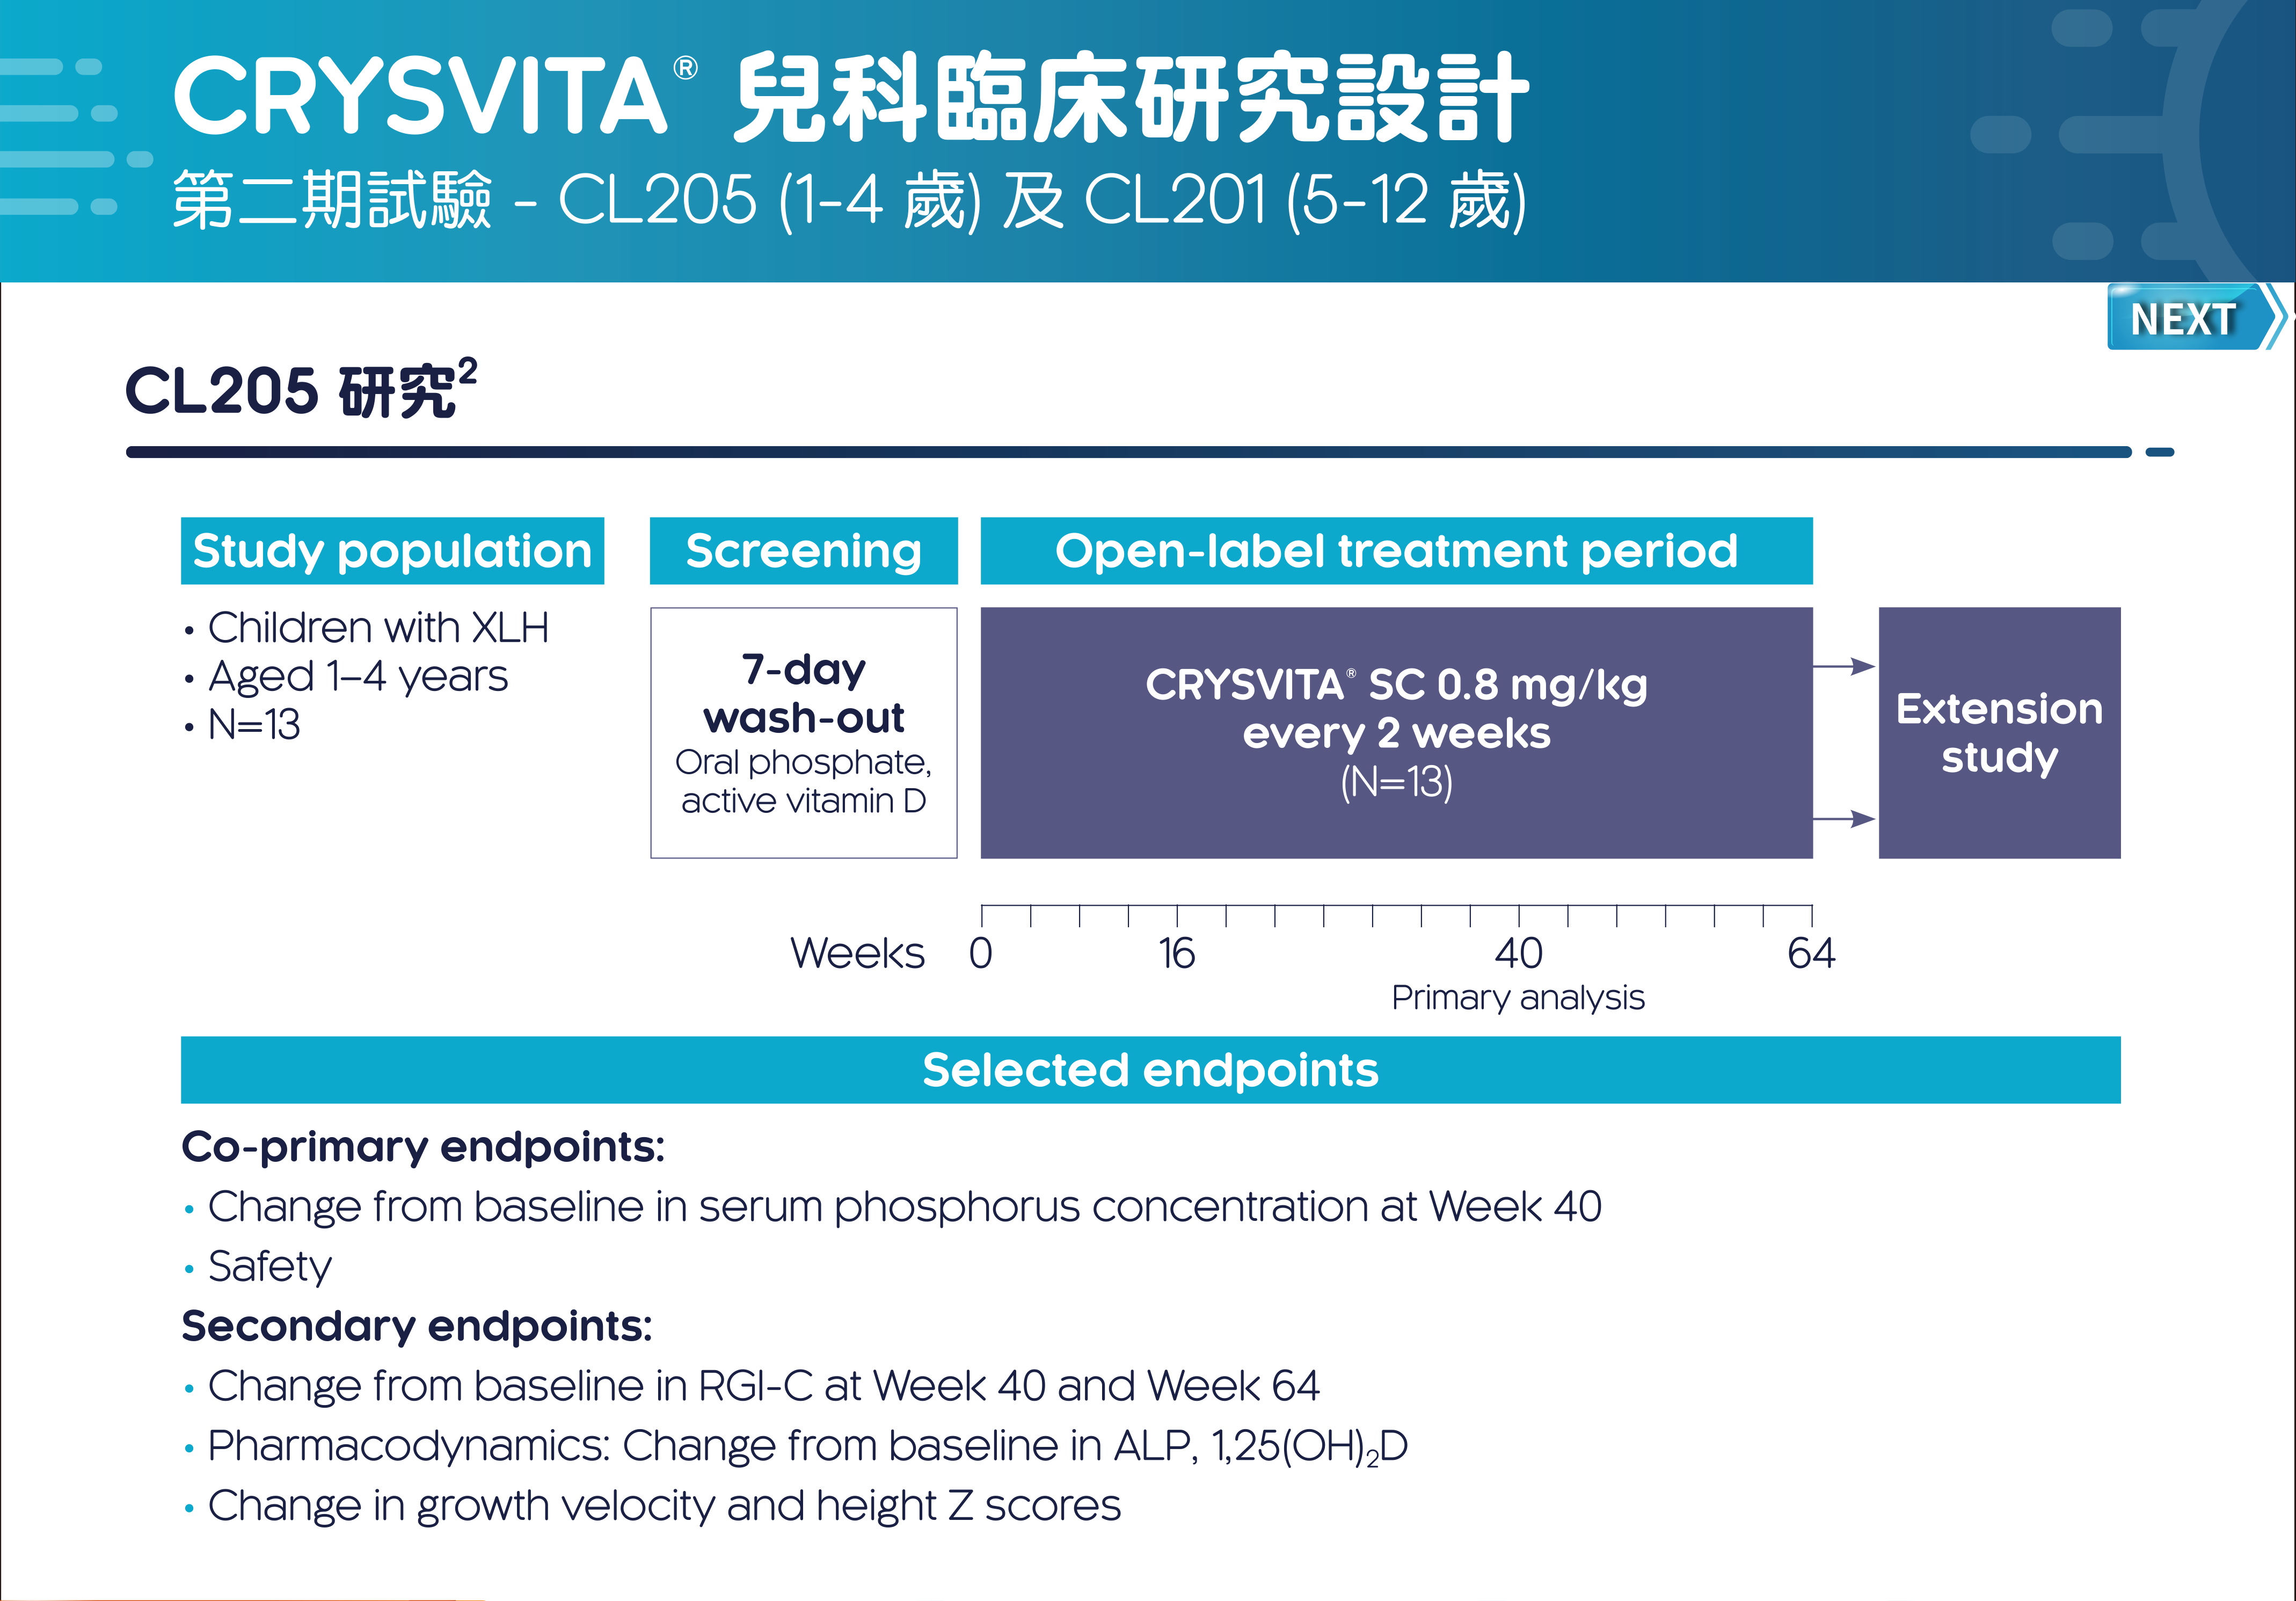 CRYSVITA® 兒科臨床研究設計
第二期試驗 - CL205 (1-4 歲) 及 CL201 (5-12 歲)
NEXT
CL205 研究²
Study population
• Children with XLH
• Aged 1–4 years
• N=13
Screening
7-day
wash-out
Oral phosphate,
active vitamin D
Open-label treatment period
CRYSVITA® SC 0.8 mg/kg
every 2 weeks
(N=13)
Extension
study
Weeks 0 16 40 64
Primary analysis
Selected endpoints
Co-primary endpoints:
• Change from baseline in serum phosphorus concentration at Week 40
• Safety
Secondary endpoints:
• Change from baseline in RGI-C at Week 40 and Week 64
• Pharmacodynamics: Change from baseline in ALP, 1,25(OH)₂D
• Change in growth velocity and height Z scores